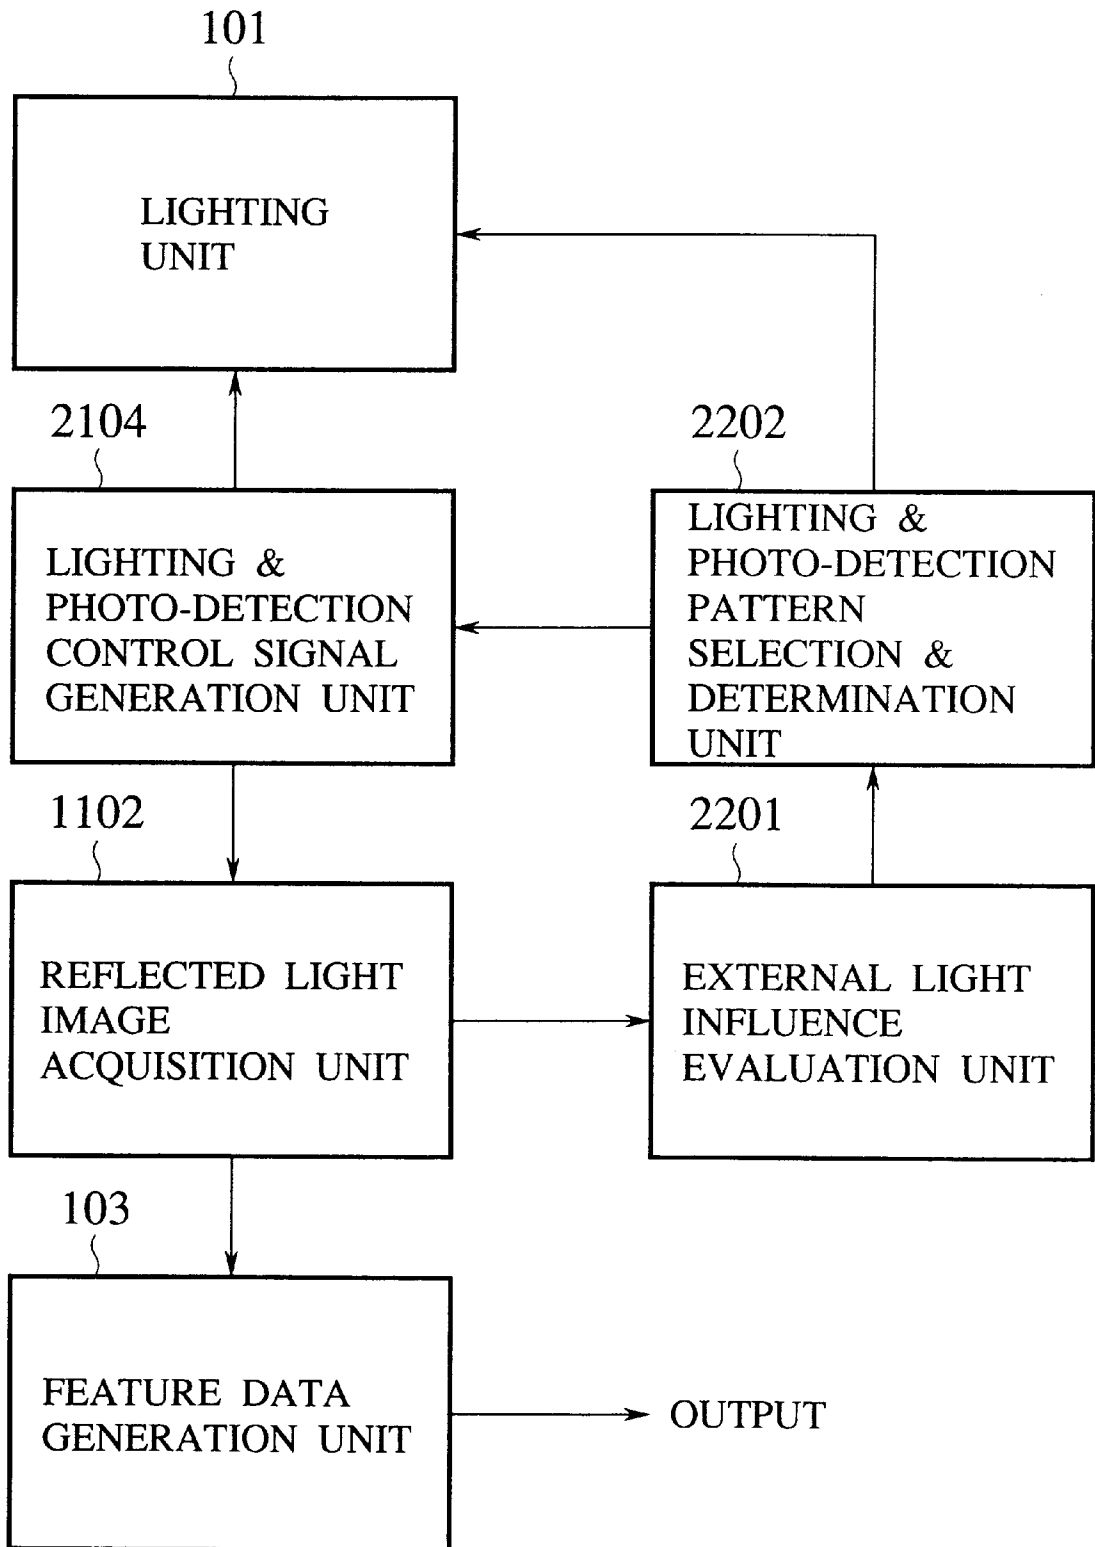 101
LIGHTING
UNIT
2104
LIGHTING &
PHOTO-DETECTION
CONTROL SIGNAL
GENERATION UNIT
2202
LIGHTING &
PHOTO-DETECTION
PATTERN
SELECTION &
DETERMINATION
UNIT
1102
REFLECTED LIGHT
IMAGE
ACQUISITION UNIT
2201
EXTERNAL LIGHT
INFLUENCE
EVALUATION UNIT
103
FEATURE DATA
GENERATION UNIT
OUTPUT